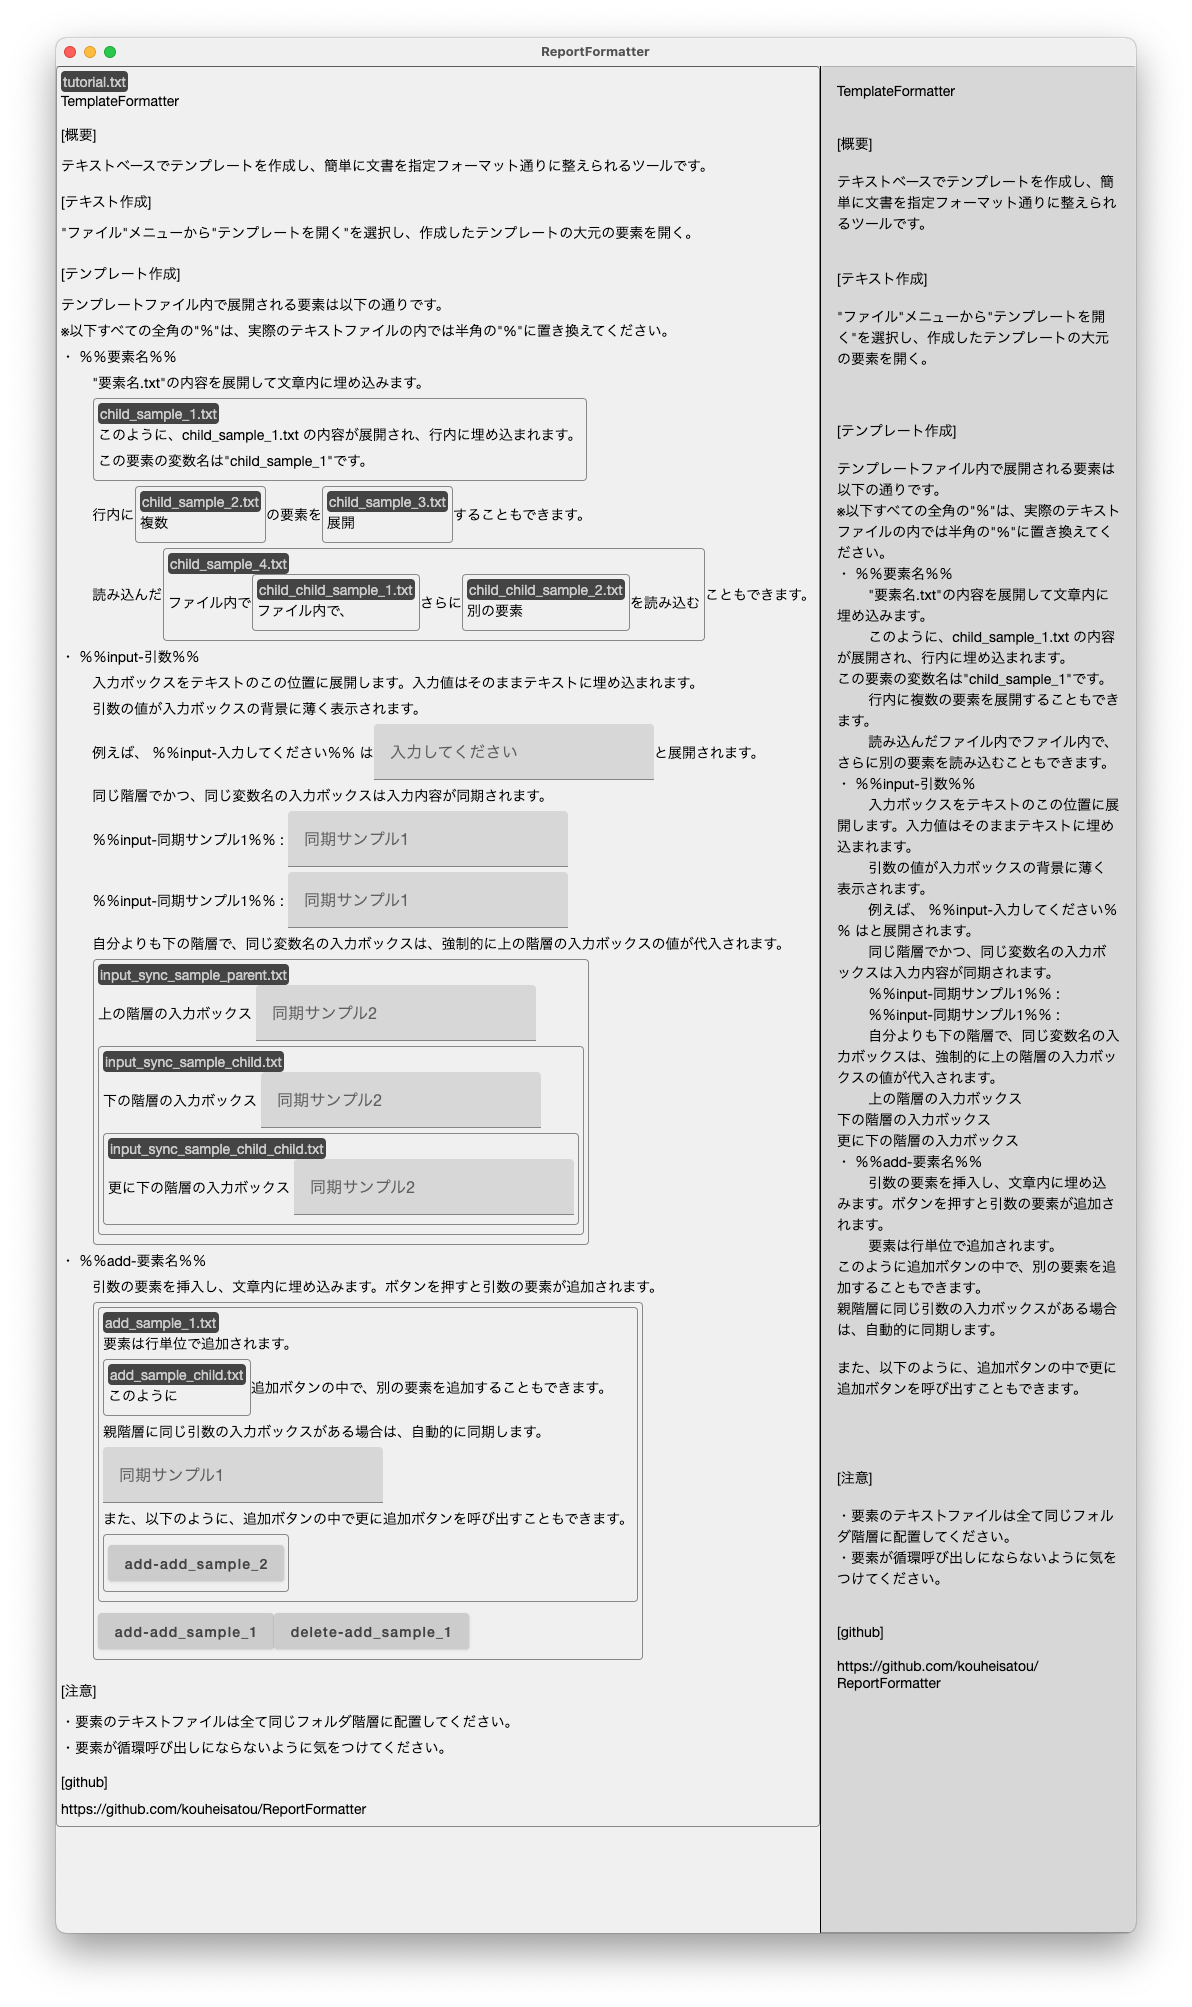 ReportFormatter
tutorial.txt
TemplateFormatter
[概要]
テキストベースでテンプレートを作成し、簡単に文書を指定フォーマット通りに整えられるツールです。
[テキスト作成]
"ファイル"メニューから"テンプレートを開く"を選択し、作成したテンプレートの大元の要素を開く。
[テンプレート作成]
テンプレートファイル内で展開される要素は以下の通りです。
※以下すべての全角の"％"は、実際のテキストファイルの内では半角の"%"に置き換えてください。
・ ％％要素名％％
"要素名.txt"の内容を展開して文章内に埋め込みます。
child_sample_1.txt
このように、child_sample_1.txt の内容が展開され、行内に埋め込まれます。
この要素の変数名は"child_sample_1"です。
child_sample_2.txt child_sample_3.txt
行内に複数の要素を展開することもできます。
child_sample_4.txt
child_child_sample_1.txt child_child_sample_2.txt
読み込んだファイル内でファイル内で、さらに別の要素を読み込むこともできます。
・ ％％input-引数％％
入力ボックスをテキストのこの位置に展開します。入力値はそのままテキストに埋め込まれます。
引数の値が入力ボックスの背景に薄く表示されます。
例えば、 ％％input-入力してください％％ は 入力してください と展開されます。
同じ階層でかつ、同じ変数名の入力ボックスは入力内容が同期されます。
％％input-同期サンプル1％％ : 同期サンプル1
％％input-同期サンプル1％％ : 同期サンプル1
自分よりも下の階層で、同じ変数名の入力ボックスは、強制的に上の階層の入力ボックスの値が代入されます。
input_sync_sample_parent.txt
上の階層の入力ボックス 同期サンプル2
input_sync_sample_child.txt
下の階層の入力ボックス 同期サンプル2
input_sync_sample_child_child.txt
更に下の階層の入力ボックス 同期サンプル2
・ ％％add-要素名％％
引数の要素を挿入し、文章内に埋め込みます。ボタンを押すと引数の要素が追加されます。
add_sample_1.txt
要素は行単位で追加されます。
add_sample_child.txt
このように追加ボタンの中で、別の要素を追加することもできます。
親階層に同じ引数の入力ボックスがある場合は、自動的に同期します。
同期サンプル1
また、以下のように、追加ボタンの中で更に追加ボタンを呼び出すこともできます。
add-add_sample_2
add-add_sample_1 delete-add_sample_1
[注意]
・要素のテキストファイルは全て同じフォルダ階層に配置してください。
・要素が循環呼び出しにならないように気をつけてください。
[github]
https://github.com/kouheisatou/ReportFormatter
TemplateFormatter
[概要]
テキストベースでテンプレートを作成し、簡
単に文書を指定フォーマット通りに整えられ
るツールです。
[テキスト作成]
"ファイル"メニューから"テンプレートを開
く"を選択し、作成したテンプレートの大元
の要素を開く。
[テンプレート作成]
テンプレートファイル内で展開される要素は
以下の通りです。
※以下すべての全角の"％"は、実際のテキスト
ファイルの内では半角の"%"に置き換えてく
ださい。
・ ％％要素名％％
"要素名.txt"の内容を展開して文章内に
埋め込みます。
このように、child_sample_1.txt の内容
が展開され、行内に埋め込まれます。
この要素の変数名は"child_sample_1"です。
行内に複数の要素を展開することもでき
ます。
読み込んだファイル内でファイル内で、
さらに別の要素を読み込むこともできます。
・ ％％input-引数％％
入力ボックスをテキストのこの位置に展
開します。入力値はそのままテキストに埋め
込まれます。
引数の値が入力ボックスの背景に薄く
表示されます。
例えば、 ％％input-入力してください％
％ はと展開されます。
同じ階層でかつ、同じ変数名の入力ボ
ックスは入力内容が同期されます。
％％input-同期サンプル1％％ :
％％input-同期サンプル1％％ :
自分よりも下の階層で、同じ変数名の入
力ボックスは、強制的に上の階層の入力ボッ
クスの値が代入されます。
上の階層の入力ボックス
下の階層の入力ボックス
更に下の階層の入力ボックス
・ ％％add-要素名％％
引数の要素を挿入し、文章内に埋め込
みます。ボタンを押すと引数の要素が追加さ
れます。
要素は行単位で追加されます。
このように追加ボタンの中で、別の要素を追
加することもできます。
親階層に同じ引数の入力ボックスがある場合
は、自動的に同期します。
また、以下のように、追加ボタンの中で更に
追加ボタンを呼び出すこともできます。
[注意]
・要素のテキストファイルは全て同じフォル
ダ階層に配置してください。
・要素が循環呼び出しにならないように気を
つけてください。
[github]
https://github.com/kouheisatou/
ReportFormatter